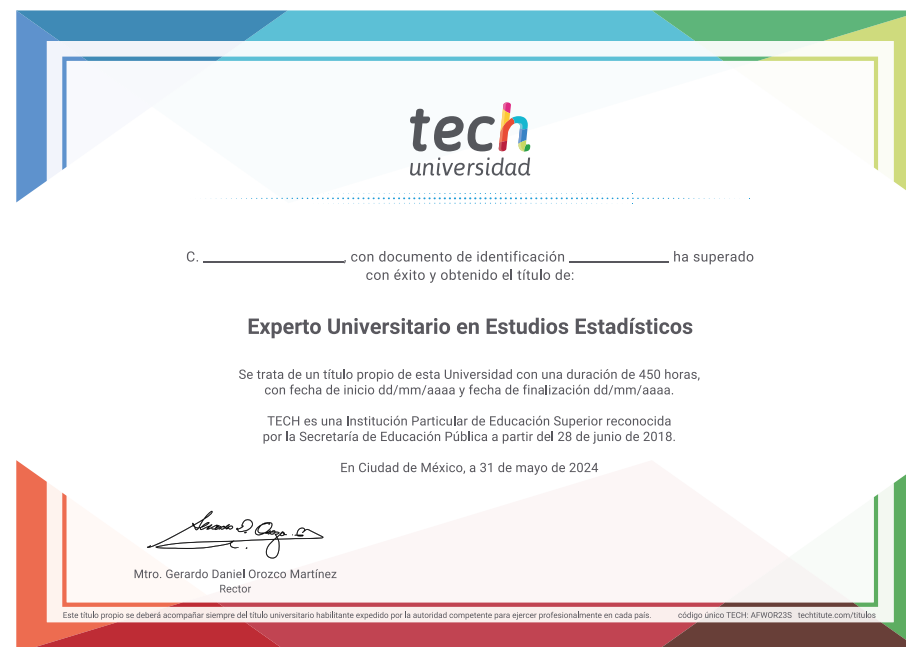 tech
universidad
C. ____________________, con documento de identificación ______________ ha superado
con éxito y obtenido el título de:
Experto Universitario en Estudios Estadísticos
Se trata de un título propio de esta Universidad con una duración de 450 horas,
con fecha de inicio dd/mm/aaaa y fecha de finalización dd/mm/aaaa.
TECH es una Institución Particular de Educación Superior reconocida
por la Secretaría de Educación Pública a partir del 28 de junio de 2018.
En Ciudad de México, a 31 de mayo de 2024
Mtro. Gerardo Daniel Orozco Martínez
Rector
Este título propio se deberá acompañar siempre del título universitario habilitante expedido por la autoridad competente para ejercer profesionalmente en cada país. código único TECH: AFWOR23S techtitute.com/titulos